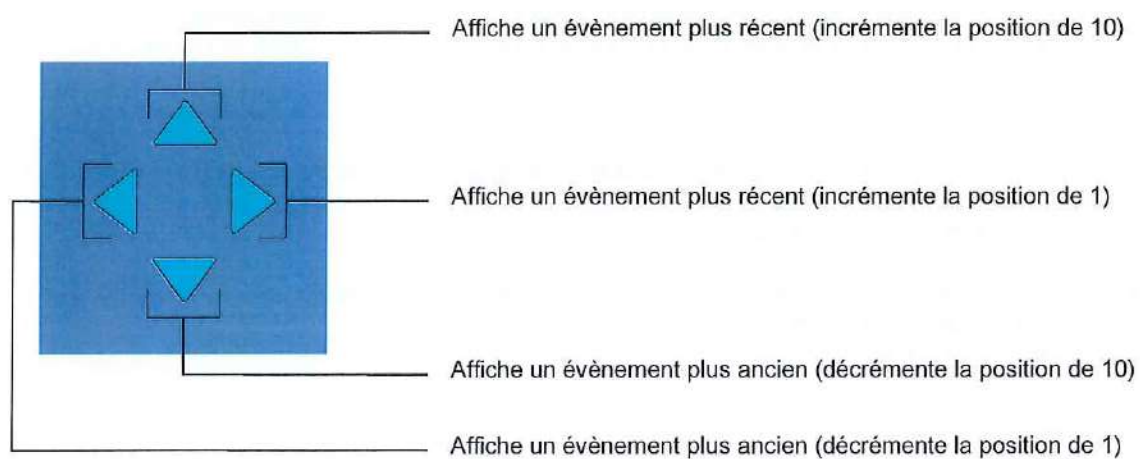 Affiche un évènement plus récent (incrémente la position de 10)
Affiche un évènement plus récent (incrémente la position de 1)
Affiche un évènement plus ancien (décrémente la position de 10)
Affiche un évènement plus ancien (décrémente la position de 1)